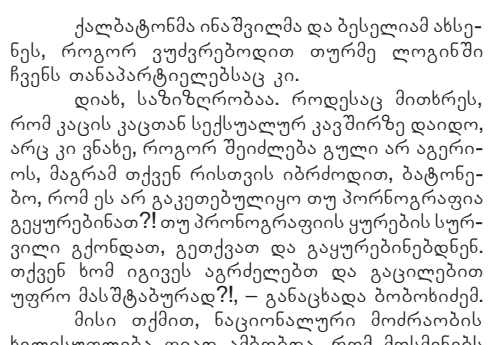 ქალბატონმა ინაშვილმა და ბესელიამ ახსე-
ნეს, როგორ ვუძვრებოდით თურმე ლოგინში
ჩვენს თანაპარტიელებსაც კი.
დიახ, საზიზღრობაა. როდესაც მითხრეს,
რომ კაცის კაცთან სექსუალურ კავშირზე დაიდო,
არც კი ვნახე, როგორ შეიძლება გული არ აგერი-
ოს, მაგრამ თქვენ რისთვის იბრძოდით, ბატონე-
ბო, რომ ეს არ გაკეთებულიყო თუ პორნოგრაფია
გეყურებინათ?! თუ პრონოგრაფიის ყურების სურ-
ვილი გქონდათ, გეთქვათ და გაყურებინებდნენ.
თქვენ ხომ იგივეს აგრძელებთ და გაცილებით
უფრო მასშტაბურად?!, – განაცხადა ბობოხიძემ.
მისი თქმით, ნაციონალური მოძრაობის